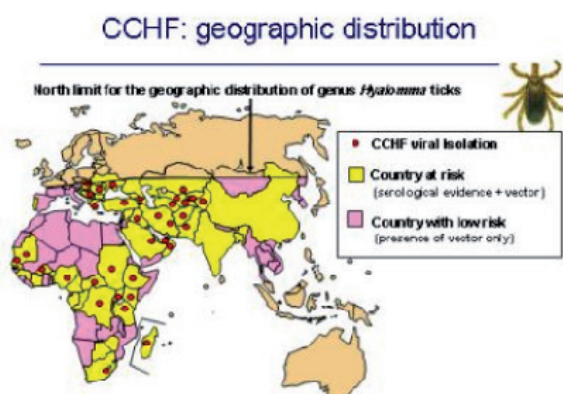 CCHF: geographic distribution
North limit for the geographic distribution of genus Hyalomma ticks
CCHF viral Isolation
Country at risk
(serological evidence + vector)
Country with low risk
(presence of vector only)